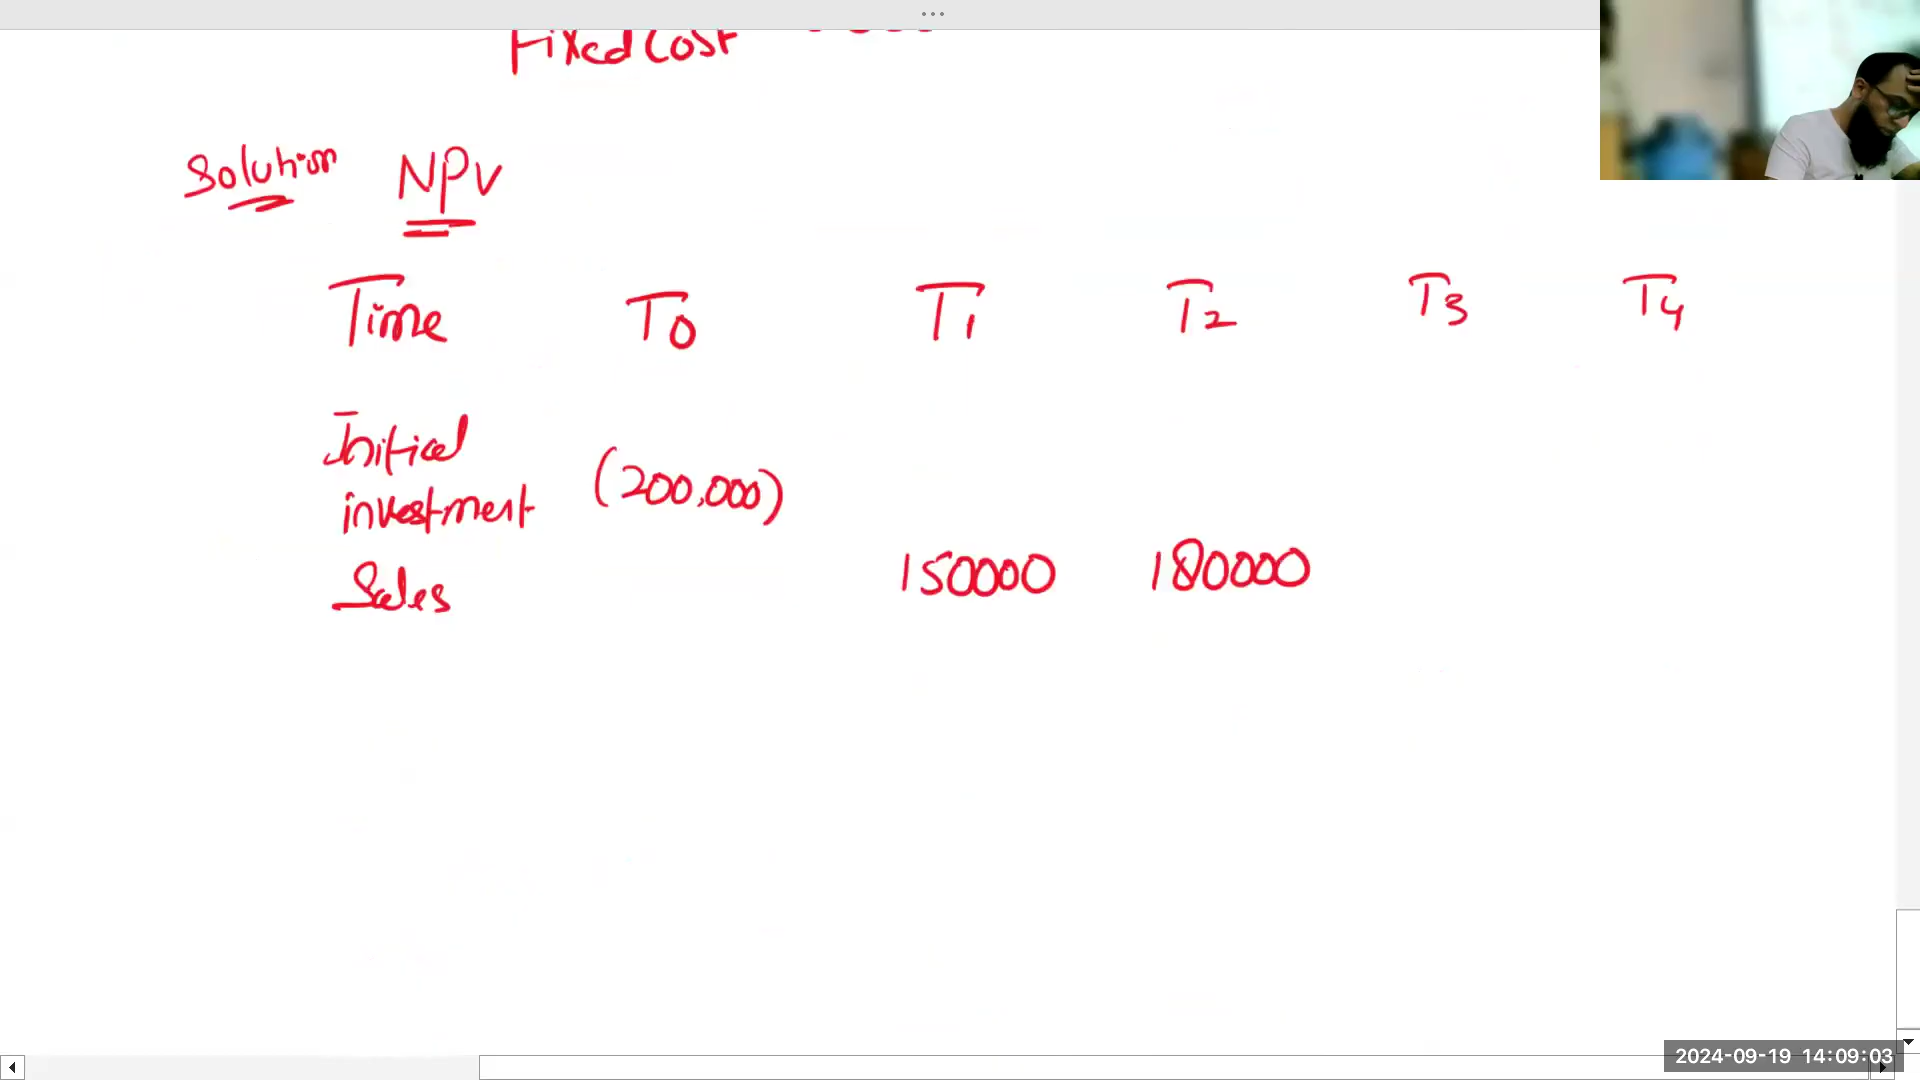 Fixed Cost
Solution NPV
Time T0 T1 T2 T3 T4
Initial
investment (200,000)
Sales 150000 180000
2024-09-19 14:09:03